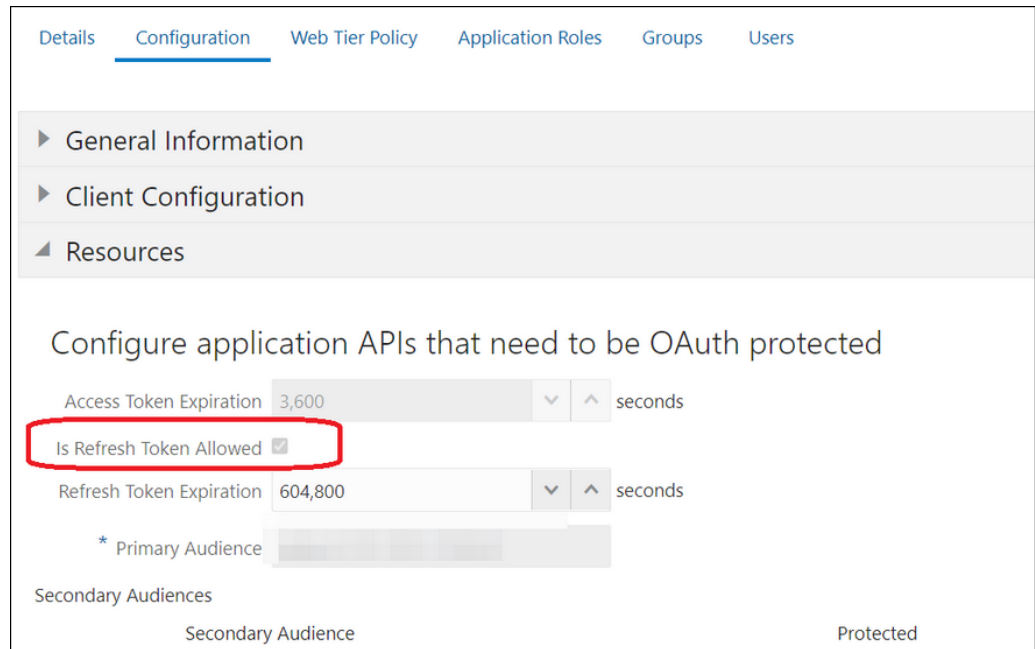 Details Configuration Web Tier Policy Application Roles Groups Users
General Information
Client Configuration
Resources
Configure application APIs that need to be OAuth protected
Access Token Expiration 3,600 seconds
Is Refresh Token Allowed
Refresh Token Expiration 604,800 seconds
* Primary Audience
Secondary Audiences
Secondary Audience Protected